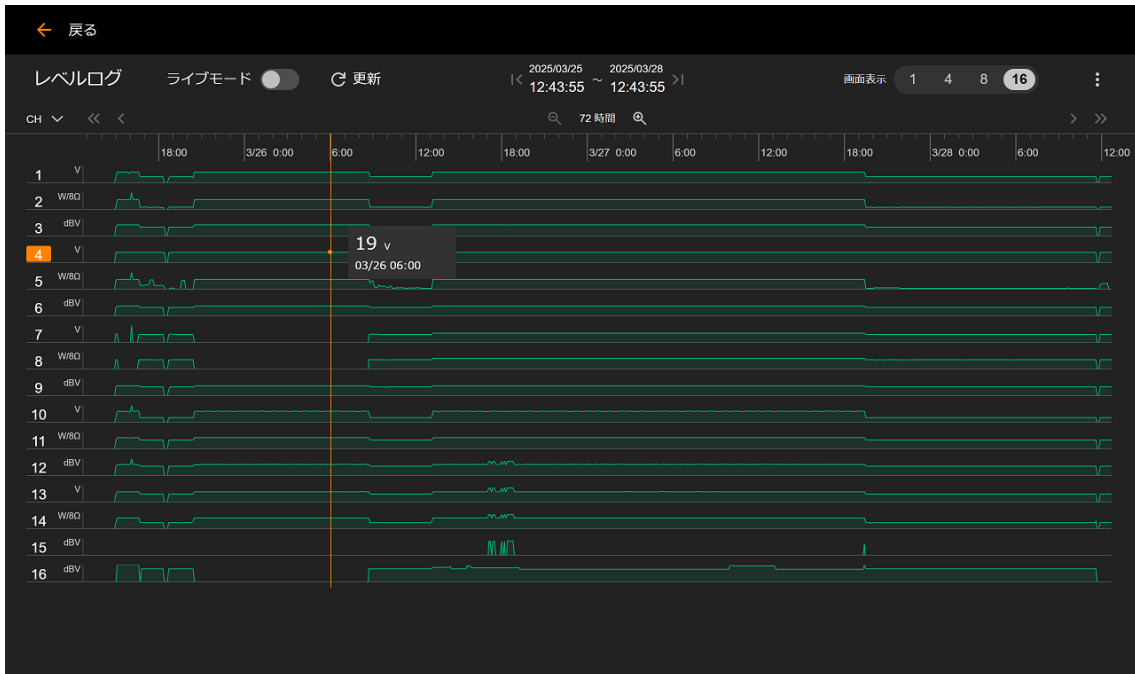 戻る
レベルログ ライブモード 更新 2025/03/25 12:43:55 ～ 2025/03/28 12:43:55 画面表示 1 4 8 16
CH 72 時間
18:00 3/26 0:00 6:00 12:00 18:00 3/27 0:00 6:00 12:00 18:00 3/28 0:00 6:00 12:00
1 V
2 W/8Ω
3 dBV
4 V
19 V
03/26 06:00
5 W/8Ω
6 dBV
7 V
8 W/8Ω
9 dBV
10 V
11 W/8Ω
12 dBV
13 V
14 W/8Ω
15 dBV
16 dBV